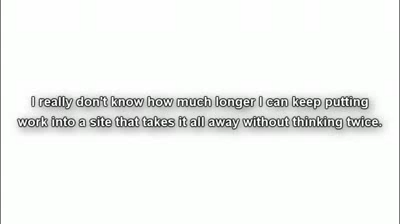 I really don't know how much longer I can keep putting
work into a site that takes it all away without thinking twice.